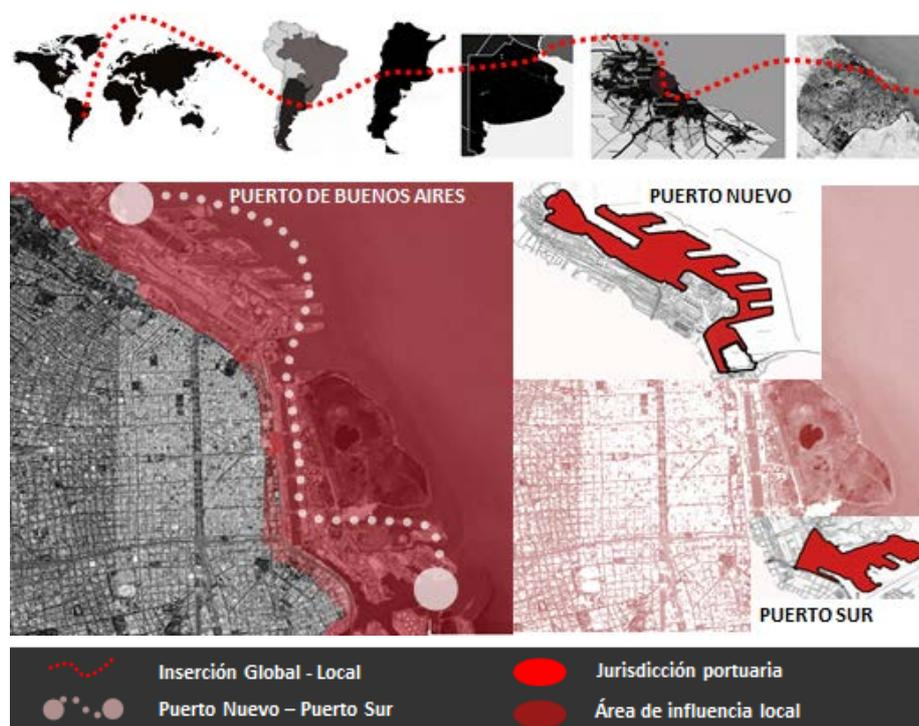 PUERTO DE BUENOS AIRES
PUERTO NUEVO
PUERTO SUR
Inserción Global - Local
Jurisdicción portuaria
Puerto Nuevo – Puerto Sur
Área de influencia local